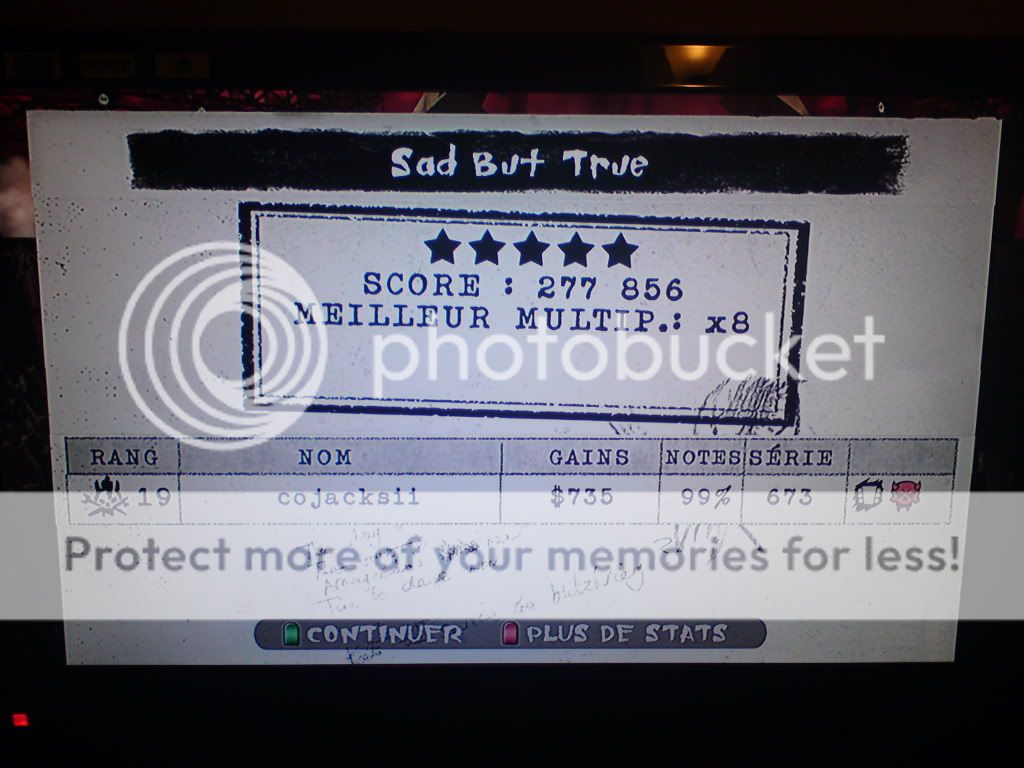 Sad But True
SCORE : 277 856
MEILLEUR MULTIP.: x8
photobucket
RANG NOM GAINS NOTES SÉRIE
19 cojacksii $735 99% 673
Protect more of your memories for less!
CONTINUER PLUS DE STATS